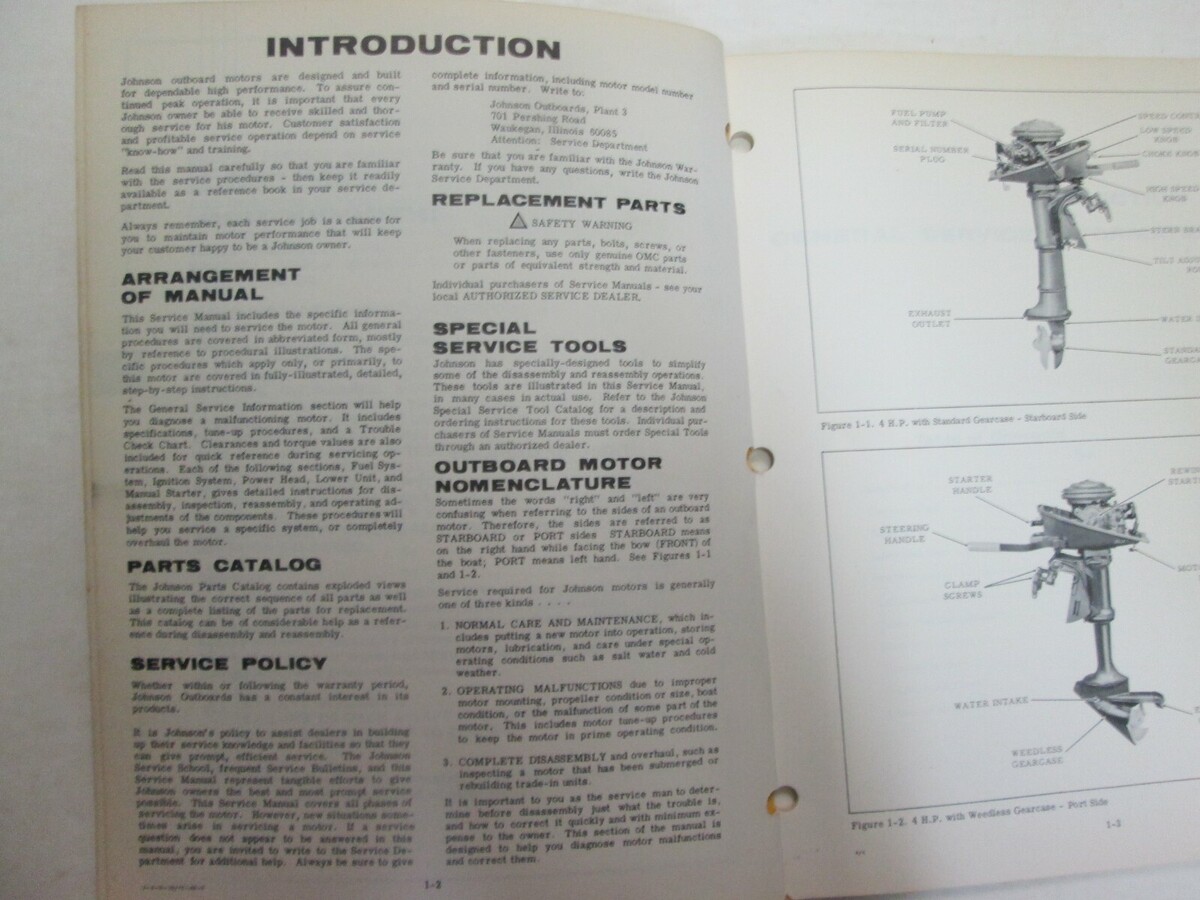 INTRODUCTION
Johnson outboard motors are designed and built
for dependable high performance. To assure con-
tinued peak operation, it is important that every
Johnson owner be able to receive skilled and thor-
ough service for his motor. Customer satisfaction
and profitable service operation depend on service
"know-how" and training.
Read this manual carefully so that you are familiar
with the service procedures - then keep it readily
available as a reference book in your service de-
partment.
Always remember, each service job is a chance for
you to maintain motor performance that will keep
your customer happy to be a Johnson owner.
ARRANGEMENT
OF MANUAL
This Service Manual includes the specific informa-
tion you will need to service the motor. All general
procedures are covered in abbreviated form, mostly
by reference to procedural illustrations. The spe-
cific procedures which apply only, or primarily, to
this motor are covered in fully-illustrated, detailed,
step-by-step instructions.
The General Service Information section will help
you diagnose a malfunctioning motor. It includes
specifications, tune-up procedures, and a Trouble
Check Chart. Clearances and torque values are also
included for quick reference during servicing op-
erations. Each of the following sections, Fuel Sys-
tem, Ignition System, Power Head, Lower Unit, and
Manual Starter, gives detailed instructions for dis-
assembly, inspection, reassembly, and operating ad-
justments of the components. These procedures will
help you service a specific system, or completely
overhaul the motor.
PARTS CATALOG
The Johnson Parts Catalog contains exploded views
illustrating the correct sequence of all parts as well
as a complete listing of the parts for replacement.
This catalog can be of considerable help as a refer-
ence during disassembly and reassembly.
SERVICE POLICY
Whether within or following the warranty period,
Johnson Outboards has a constant interest in its
products.
It is Johnson's policy to assist dealers in building
up their service knowledge and facilities so that they
can give prompt, efficient service. The Johnson
Service School, frequent Service Bulletins, and this
Service Manual represent tangible efforts to give
Johnson owners the best and most prompt service
possible. This Service Manual covers all phases of
servicing the motor. However, new situations some-
times arise in servicing a motor. If a service
question does not appear to be answered in this
manual, you are invited to write to the Service De-
partment for additional help. Always be sure to give
complete information, including motor model number
and serial number. Write to:
Johnson Outboards, Plant 3
701 Pershing Road
Waukegan, Illinois 60085
Attention: Service Department
Be sure that you are familiar with the Johnson War-
ranty. If you have any questions, write the Johnson
Service Department.
REPLACEMENT PARTS
SAFETY WARNING
When replacing any parts, bolts, screws, or
other fasteners, use only genuine OMC parts
or parts of equivalent strength and material.
Individual purchasers of Service Manuals - see your
local AUTHORIZED SERVICE DEALER.
SPECIAL
SERVICE TOOLS
Johnson has specially-designed tools to simplify
some of the disassembly and reassembly operations.
These tools are illustrated in this Service Manual,
in many cases in actual use. Refer to the Johnson
Special Service Tool Catalog for a description and
ordering instructions for these tools. Individual pur-
chasers of Service Manuals must order Special Tools
through an authorized dealer.
OUTBOARD MOTOR
NOMENCLATURE
Sometimes the words "right" and "left" are very
confusing when referring to the sides of an outboard
motor. Therefore, the sides are referred to as
STARBOARD or PORT sides STARBOARD means
on the right hand while facing the bow (FRONT) of
the boat; PORT means left hand. See Figures 1-1
and 1-2.
Service required for Johnson motors is generally
one of three kinds . . . .
1. NORMAL CARE AND MAINTENANCE, which in-
cludes putting a new motor into operation, storing
motors, lubrication, and care under special op-
erating conditions such as salt water and cold
weather.
2. OPERATING MALFUNCTIONS due to improper
motor mounting, propeller condition or size, boat
condition, or the malfunction of some part of the
motor. This includes motor tune-up procedures
to keep the motor in prime operating condition.
3. COMPLETE DISASSEMBLY and overhaul, such as
inspecting a motor that has been submerged or
rebuilding trade-in units.
It is important to you as the service man to deter-
mine before disassembly just what the trouble is,
and how to correct it quickly and with minimum ex-
pense to the owner. This section of the manual is
designed to help you diagnose motor malfunctions
and correct them.
1-2
FUEL PUMP
AND FILTER
SERIAL NUMBER
PLUG
EXHAUST
OUTLET
SPEED CONTR
LOW SPEED
KNOB
CHOKE KNOB
HIGH SPEED
KNOB
STERN BRA
TILT ADJU
WATER I
STANDA
GEARCA
Figure 1-1. 4 H.P. with Standard Gearcase - Starboard Side
STARTER
HANDLE
STEERING
HANDLE
CLAMP
SCREWS
WATER INTAKE
WEEDLESS
GEARCASE
REWIN
START
MOTO
Figure 1-2. 4 H.P. with Weedless Gearcase - Port Side
1-3